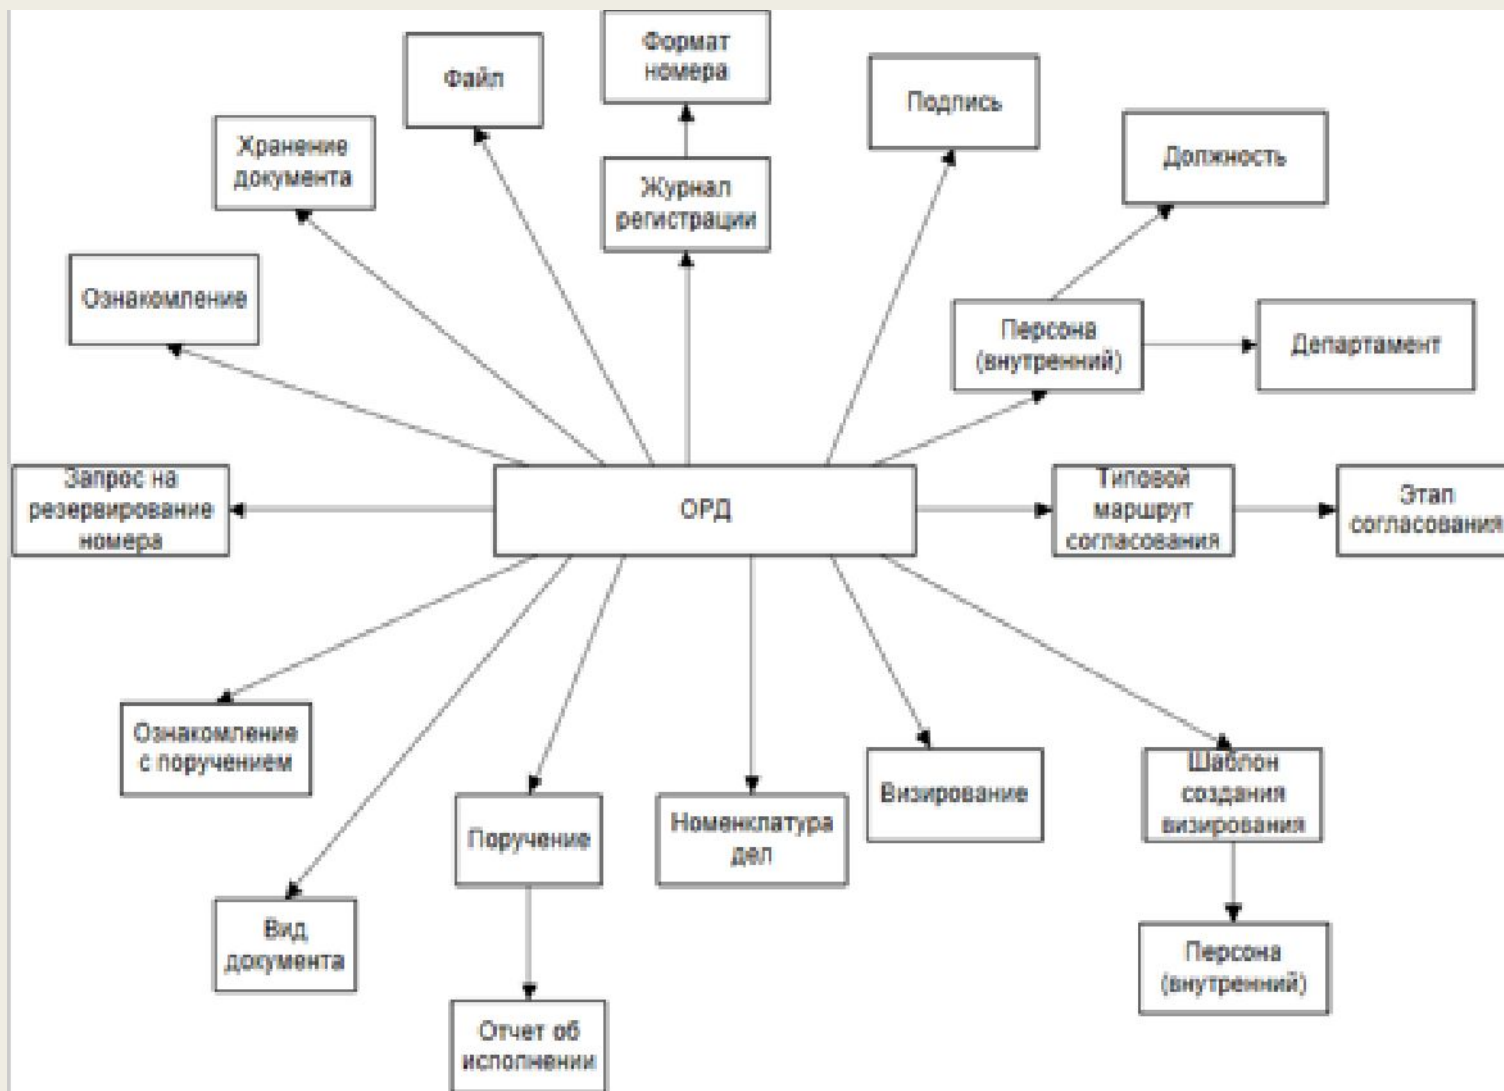 Формат
номера
Файл
Подпись
Хранение
документа
Должность
Журнал
регистрации
Ознакомление
Персона
(внутренний)
Департамент
Запрос на
резервирование
номера
ОРД
Типовой
маршрут
согласования
Этап
согласования
Ознакомление
с поручением
Поручение
Номенклатура
дел
Визирование
Шаблон
создания
визирования
Вид
документа
Персона
(внутренний)
Отчет об
исполнении